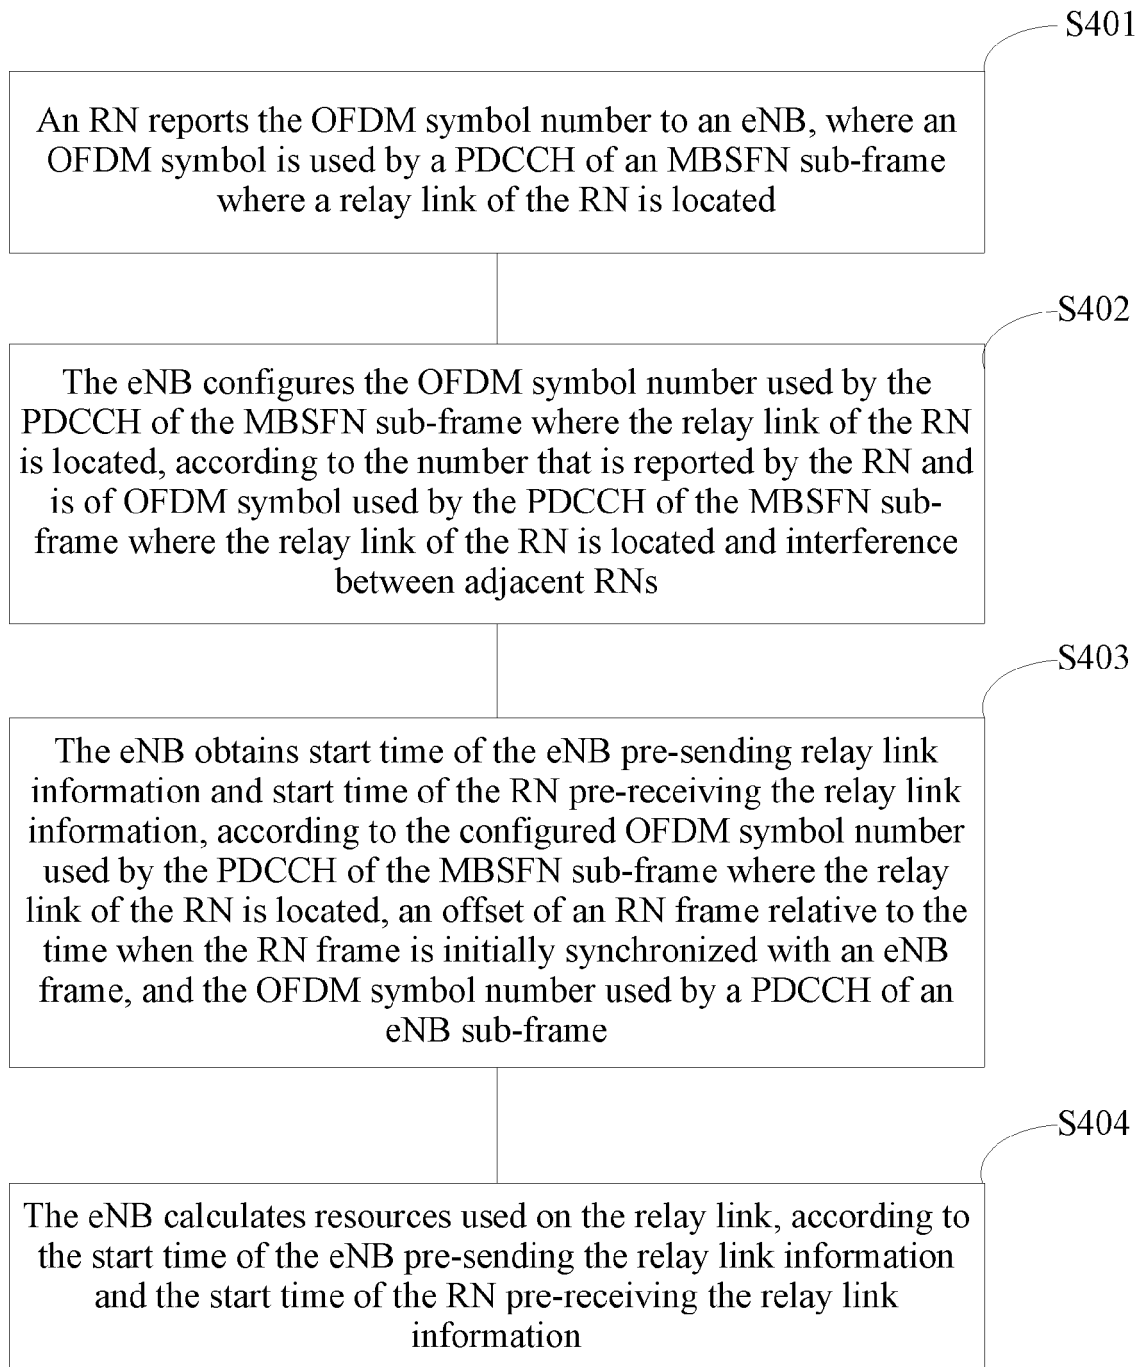 S401
An RN reports the OFDM symbol number to an eNB, where an
OFDM symbol is used by a PDCCH of an MBSFN sub-frame
where a relay link of the RN is located
S402
The eNB configures the OFDM symbol number used by the
PDCCH of the MBSFN sub-frame where the relay link of the RN
is located, according to the number that is reported by the RN and
is of OFDM symbol used by the PDCCH of the MBSFN sub-
frame where the relay link of the RN is located and interference
between adjacent RNs
S403
The eNB obtains start time of the eNB pre-sending relay link
information and start time of the RN pre-receiving the relay link
information, according to the configured OFDM symbol number
used by the PDCCH of the MBSFN sub-frame where the relay
link of the RN is located, an offset of an RN frame relative to the
time when the RN frame is initially synchronized with an eNB
frame, and the OFDM symbol number used by a PDCCH of an
eNB sub-frame
S404
The eNB calculates resources used on the relay link, according to
the start time of the eNB pre-sending the relay link information
and the start time of the RN pre-receiving the relay link
information